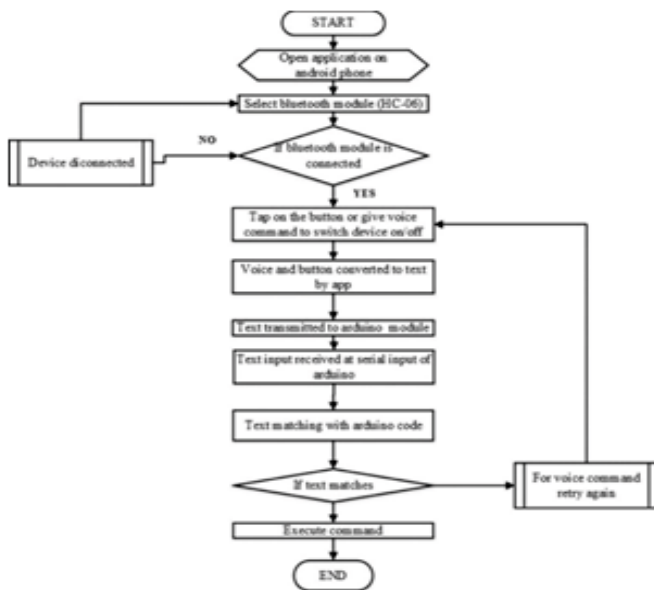 START
Open application on
android phone
Select bluetooth module (HC-06)
If bluetooth module is
connected
NO
Device diconnected
YES
Tap on the button or give voice
command to switch device on/off
Voice and button converted to text
by app
Text transmitted to arduino module
Text input received at serial input of
arduino
Text matching with arduino code
If text matches
For voice command
retry again
Execute command
END